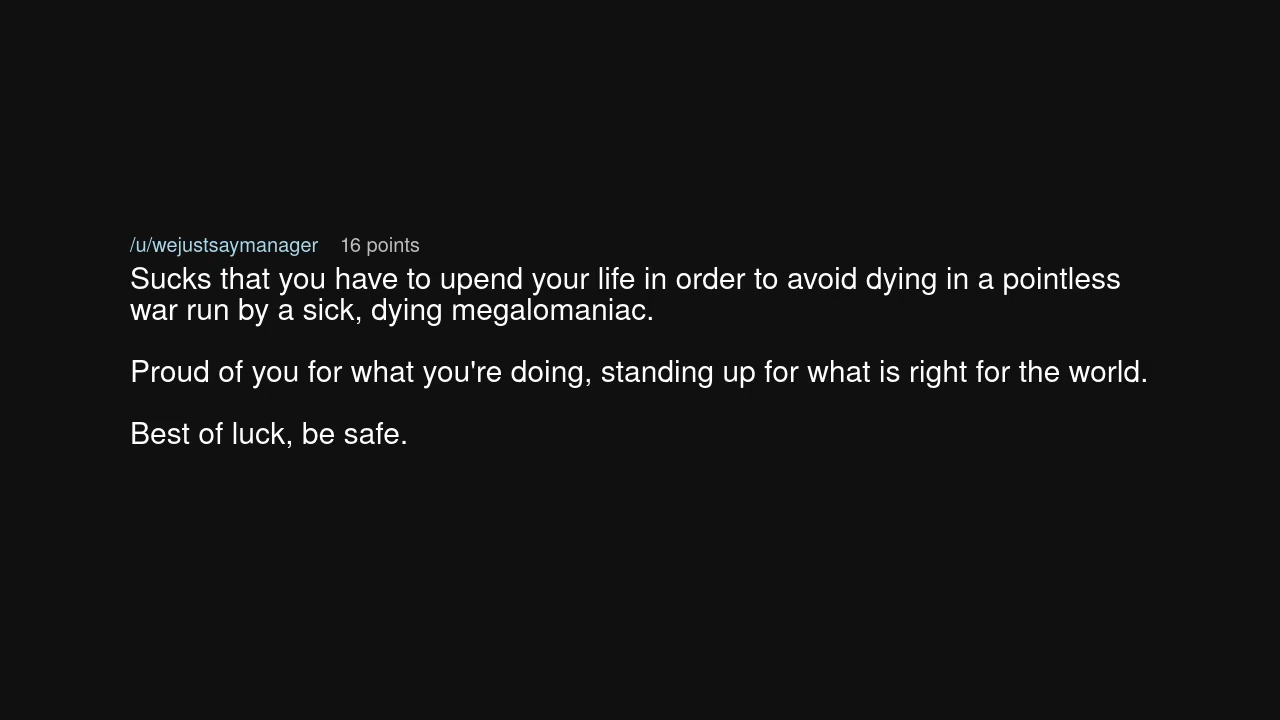 /u/wejustsaymanager 16 points
Sucks that you have to upend your life in order to avoid dying in a pointless
war run by a sick, dying megalomaniac.
Proud of you for what you're doing, standing up for what is right for the world.
Best of luck, be safe.